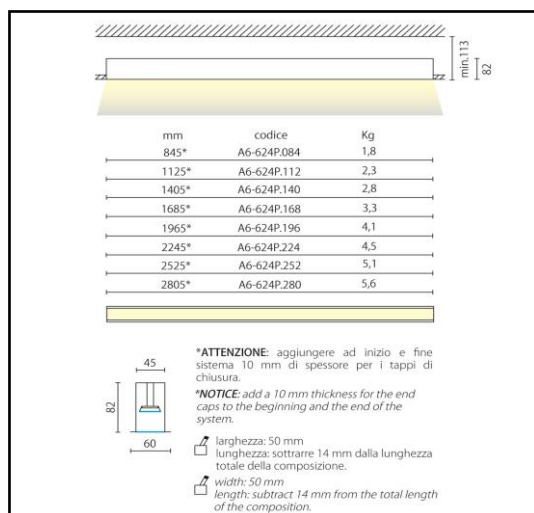 min.113
82
mm codice Kg
845* A6-624P.084 1,8
1125* A6-624P.112 2,3
1405* A6-624P.140 2,8
1685* A6-624P.168 3,3
1965* A6-624P.196 4,1
2245* A6-624P.224 4,5
2525* A6-624P.252 5,1
2805* A6-624P.280 5,6
45
82
60
*ATTENZIONE: aggiungere ad inizio e fine
sistema 10 mm di spessore per i tappi di
chiusura.
*NOTICE: add a 10 mm thickness for the end
caps to the beginning and the end of the
system.
larghezza: 50 mm
lunghezza: sottrarre 14 mm dalla lunghezza
totale della composizione.
width: 50 mm
length: subtract 14 mm from the total length
of the composition.